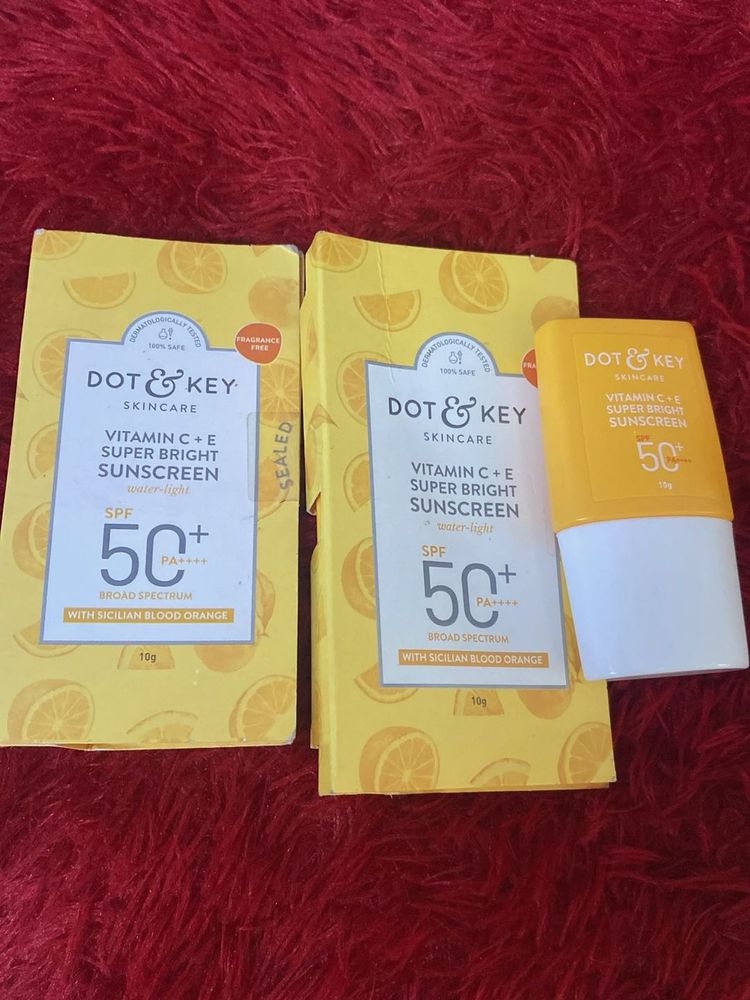 DERMATOLOGICALLY TESTED
100% SAFE
FRAGRANCE
FREE
DOT & KEY
SKINCARE
VITAMIN C + E
SUPER BRIGHT
SUNSCREEN
water-light
SPF
50+
PA++++
BROAD SPECTRUM
WITH SICILIAN BLOOD ORANGE
10g
SEALED
DERMATOLOGICALLY TESTED
100% SAFE
FRA
DOT & KEY
SKINCARE
VITAMIN C + E
SUPER BRIGHT
SUNSCREEN
water-light
SPF
50+
PA++++
BROAD SPECTRUM
WITH SICILIAN BLOOD ORANGE
10g
DOT & KEY
SKINCARE
VITAMIN C + E
SUPER BRIGHT
SUNSCREEN
SPF
50+
PA++++
10g